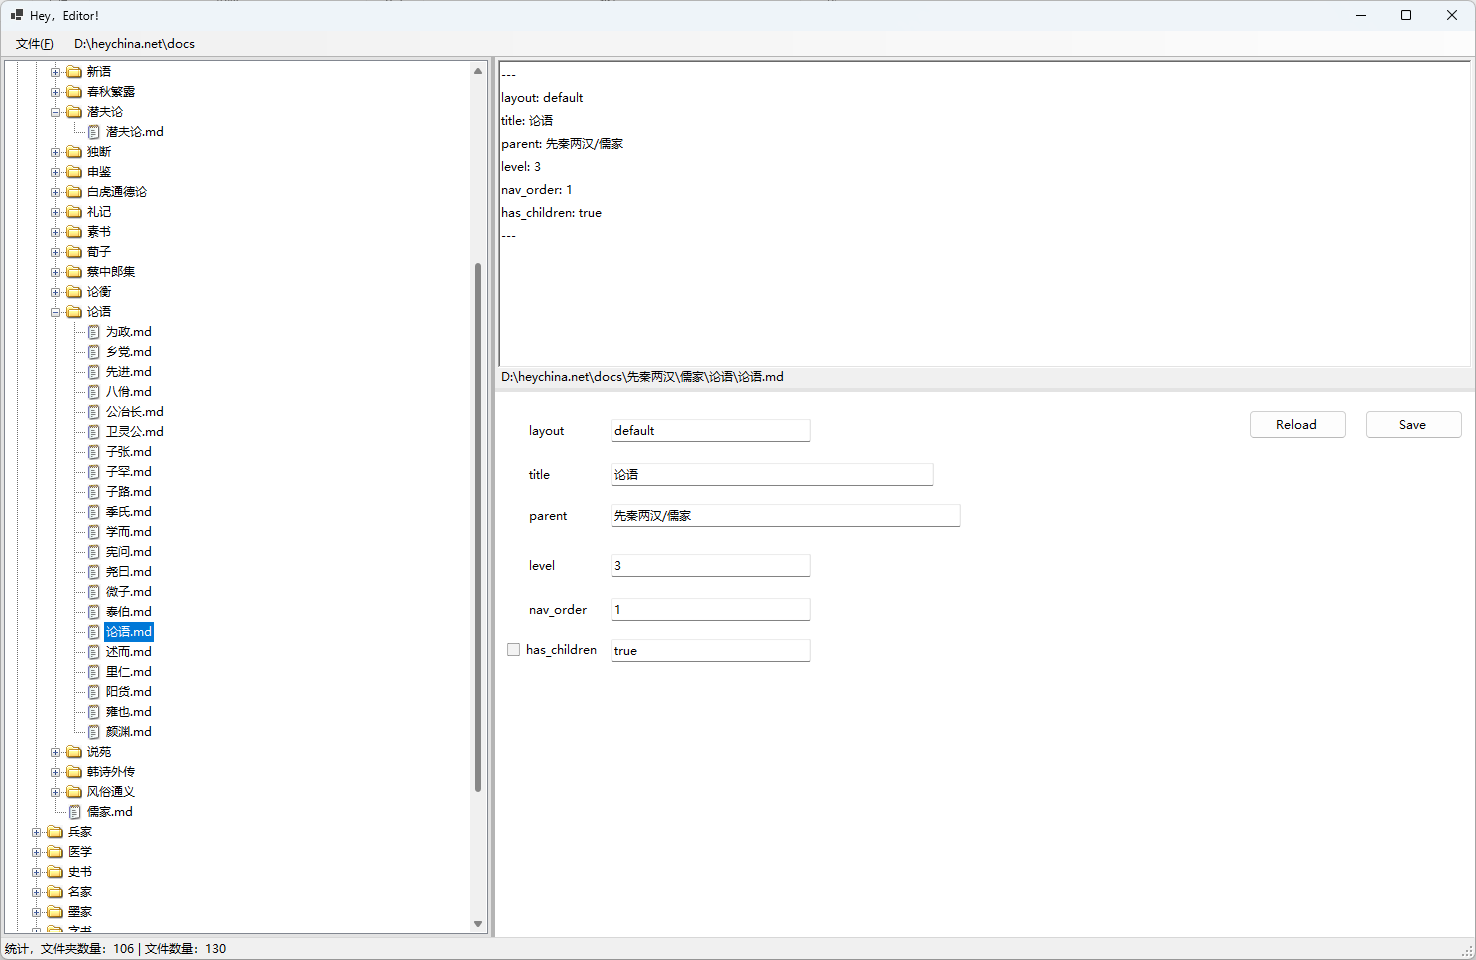 Hey, Editor!
文件(F) D:\heychina.net\docs
新语
春秋繁露
潜夫论
潜夫论.md
独断
申鉴
白虎通德论
礼记
素书
荀子
蔡中郎集
论衡
论语
为政.md
乡党.md
先进.md
八佾.md
公冶长.md
卫灵公.md
子张.md
子罕.md
子路.md
季氏.md
学而.md
宪问.md
尧曰.md
微子.md
泰伯.md
论语.md
述而.md
里仁.md
阳货.md
雍也.md
颜渊.md
说苑
韩诗外传
风俗通义
儒家.md
兵家
医学
史书
名家
墨家
字书
---
layout: default
title: 论语
parent: 先秦两汉/儒家
level: 3
nav_order: 1
has_children: true
---
D:\heychina.net\docs\先秦两汉\儒家\论语\论语.md
Reload Save
layout default
title 论语
parent 先秦两汉/儒家
level 3
nav_order 1
has_children true
统计，文件夹数量：106 | 文件数量：130